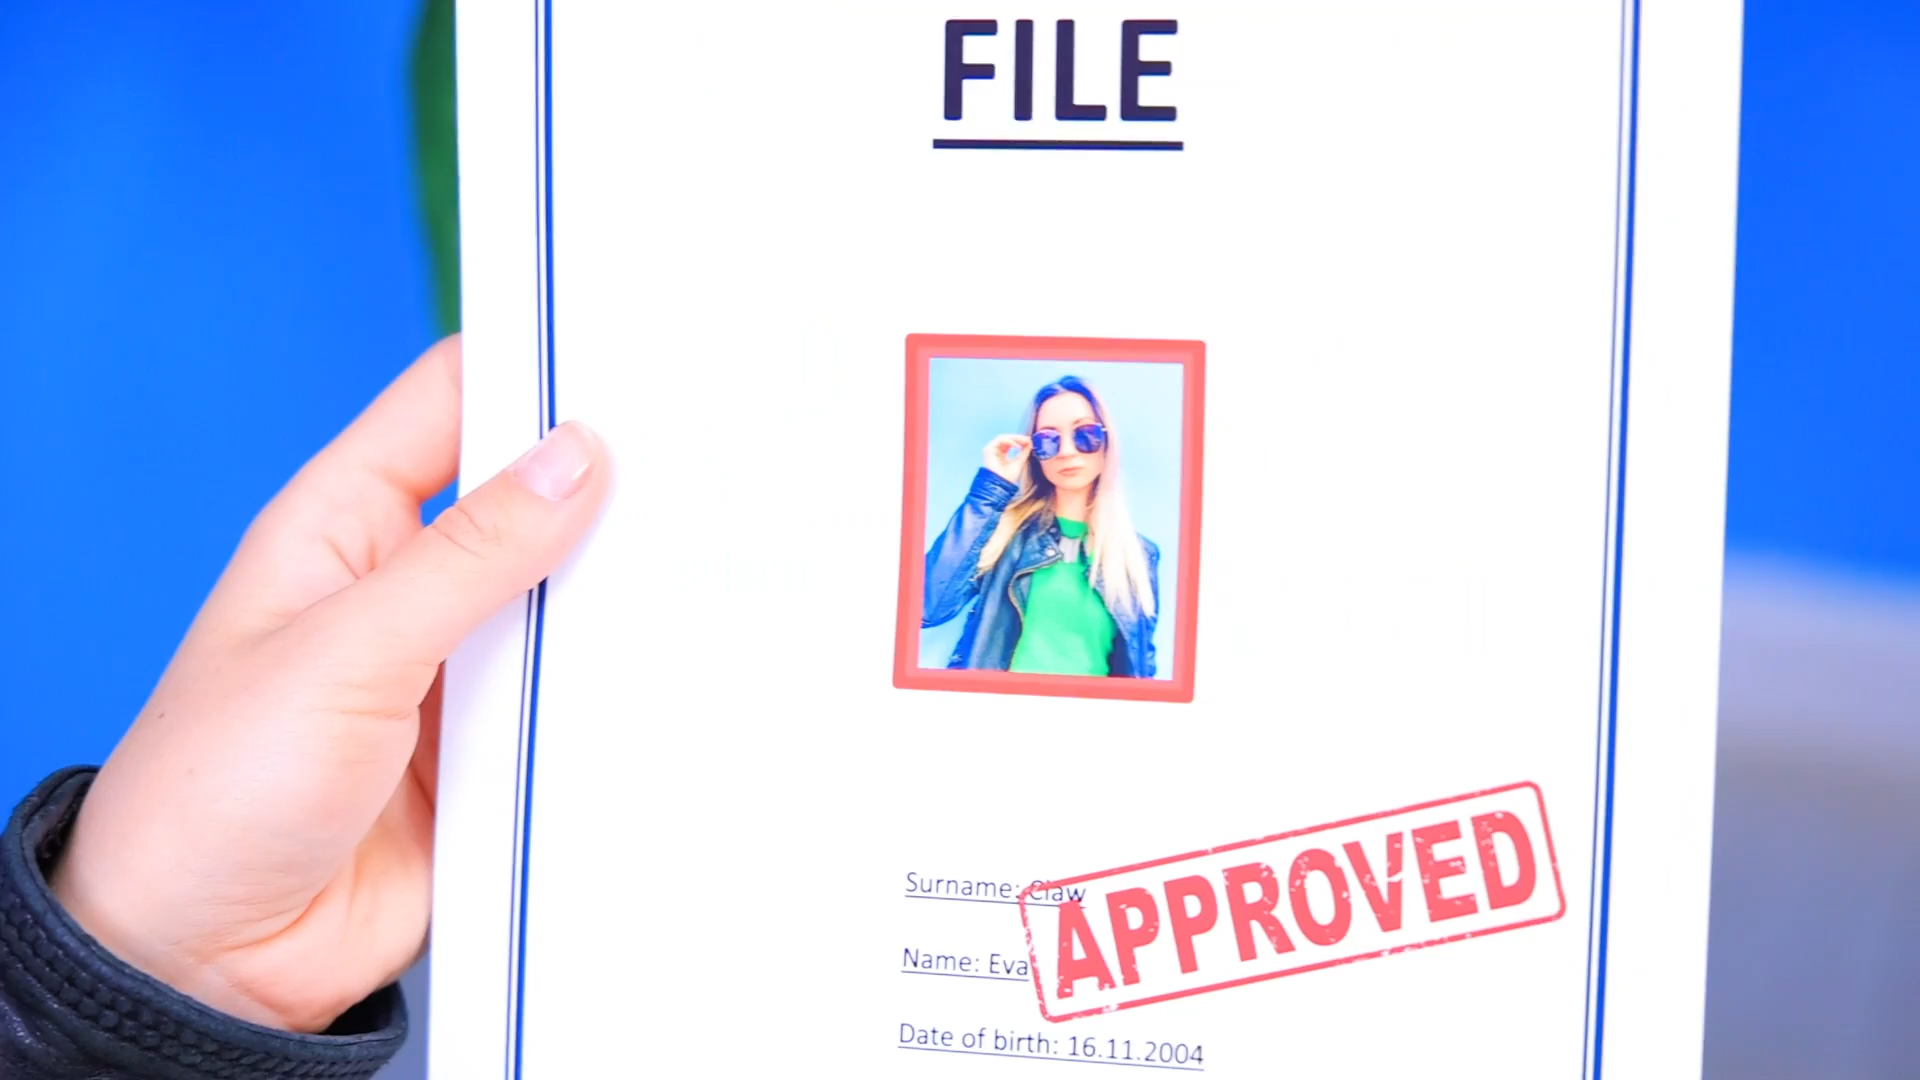 FILE
Surname: Claw
Name: Eva
APPROVED
Date of birth: 16.11.2004